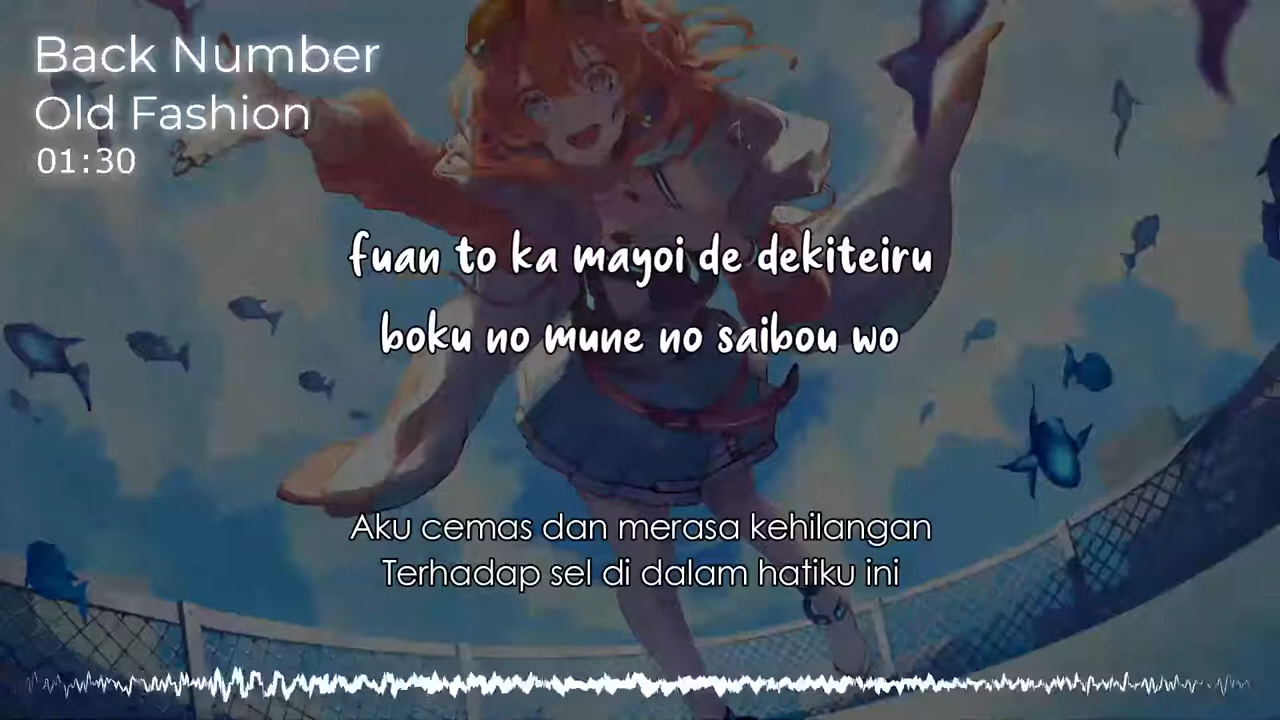 Back Number
Old Fashion
01:30
fuan to ka mayoi de dekiteiru
boku no mune no saibou wo
Aku cemas dan merasa kehilangan
Terhadap sel di dalam hatiku ini